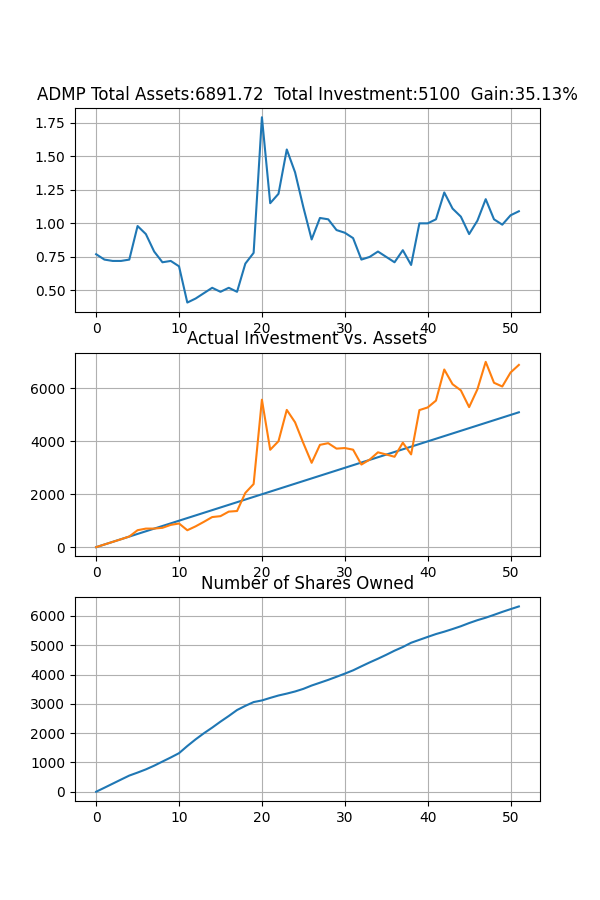 ADMP Total Assets:6891.72  Total Investment:5100  Gain:35.13%
1.75
1.50
1.25
1.00
0.75
0.50
0 10 20 30 40 50
Actual Investment vs. Assets
6000
4000
2000
0
0 10 20 30 40 50
Number of Shares Owned
6000
5000
4000
3000
2000
1000
0
0 10 20 30 40 50